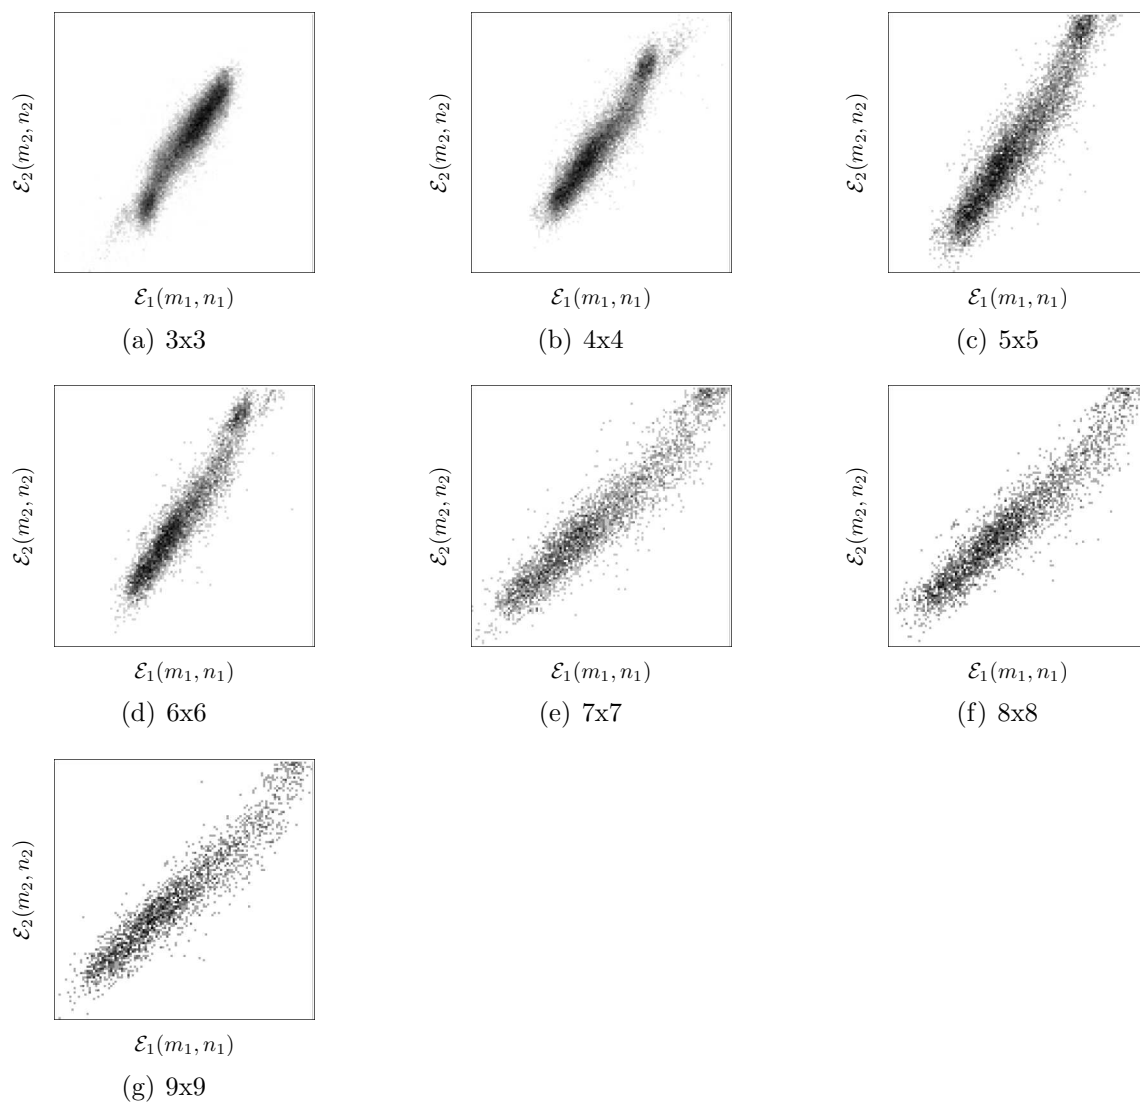 ℰ₂(m₂, n₂) ℰ₂(m₂, n₂) ℰ₂(m₂, n₂)
ℰ₁(m₁, n₁) ℰ₁(m₁, n₁) ℰ₁(m₁, n₁)
(a) 3x3 (b) 4x4 (c) 5x5
ℰ₂(m₂, n₂) ℰ₂(m₂, n₂) ℰ₂(m₂, n₂)
ℰ₁(m₁, n₁) ℰ₁(m₁, n₁) ℰ₁(m₁, n₁)
(d) 6x6 (e) 7x7 (f) 8x8
ℰ₂(m₂, n₂)
ℰ₁(m₁, n₁)
(g) 9x9